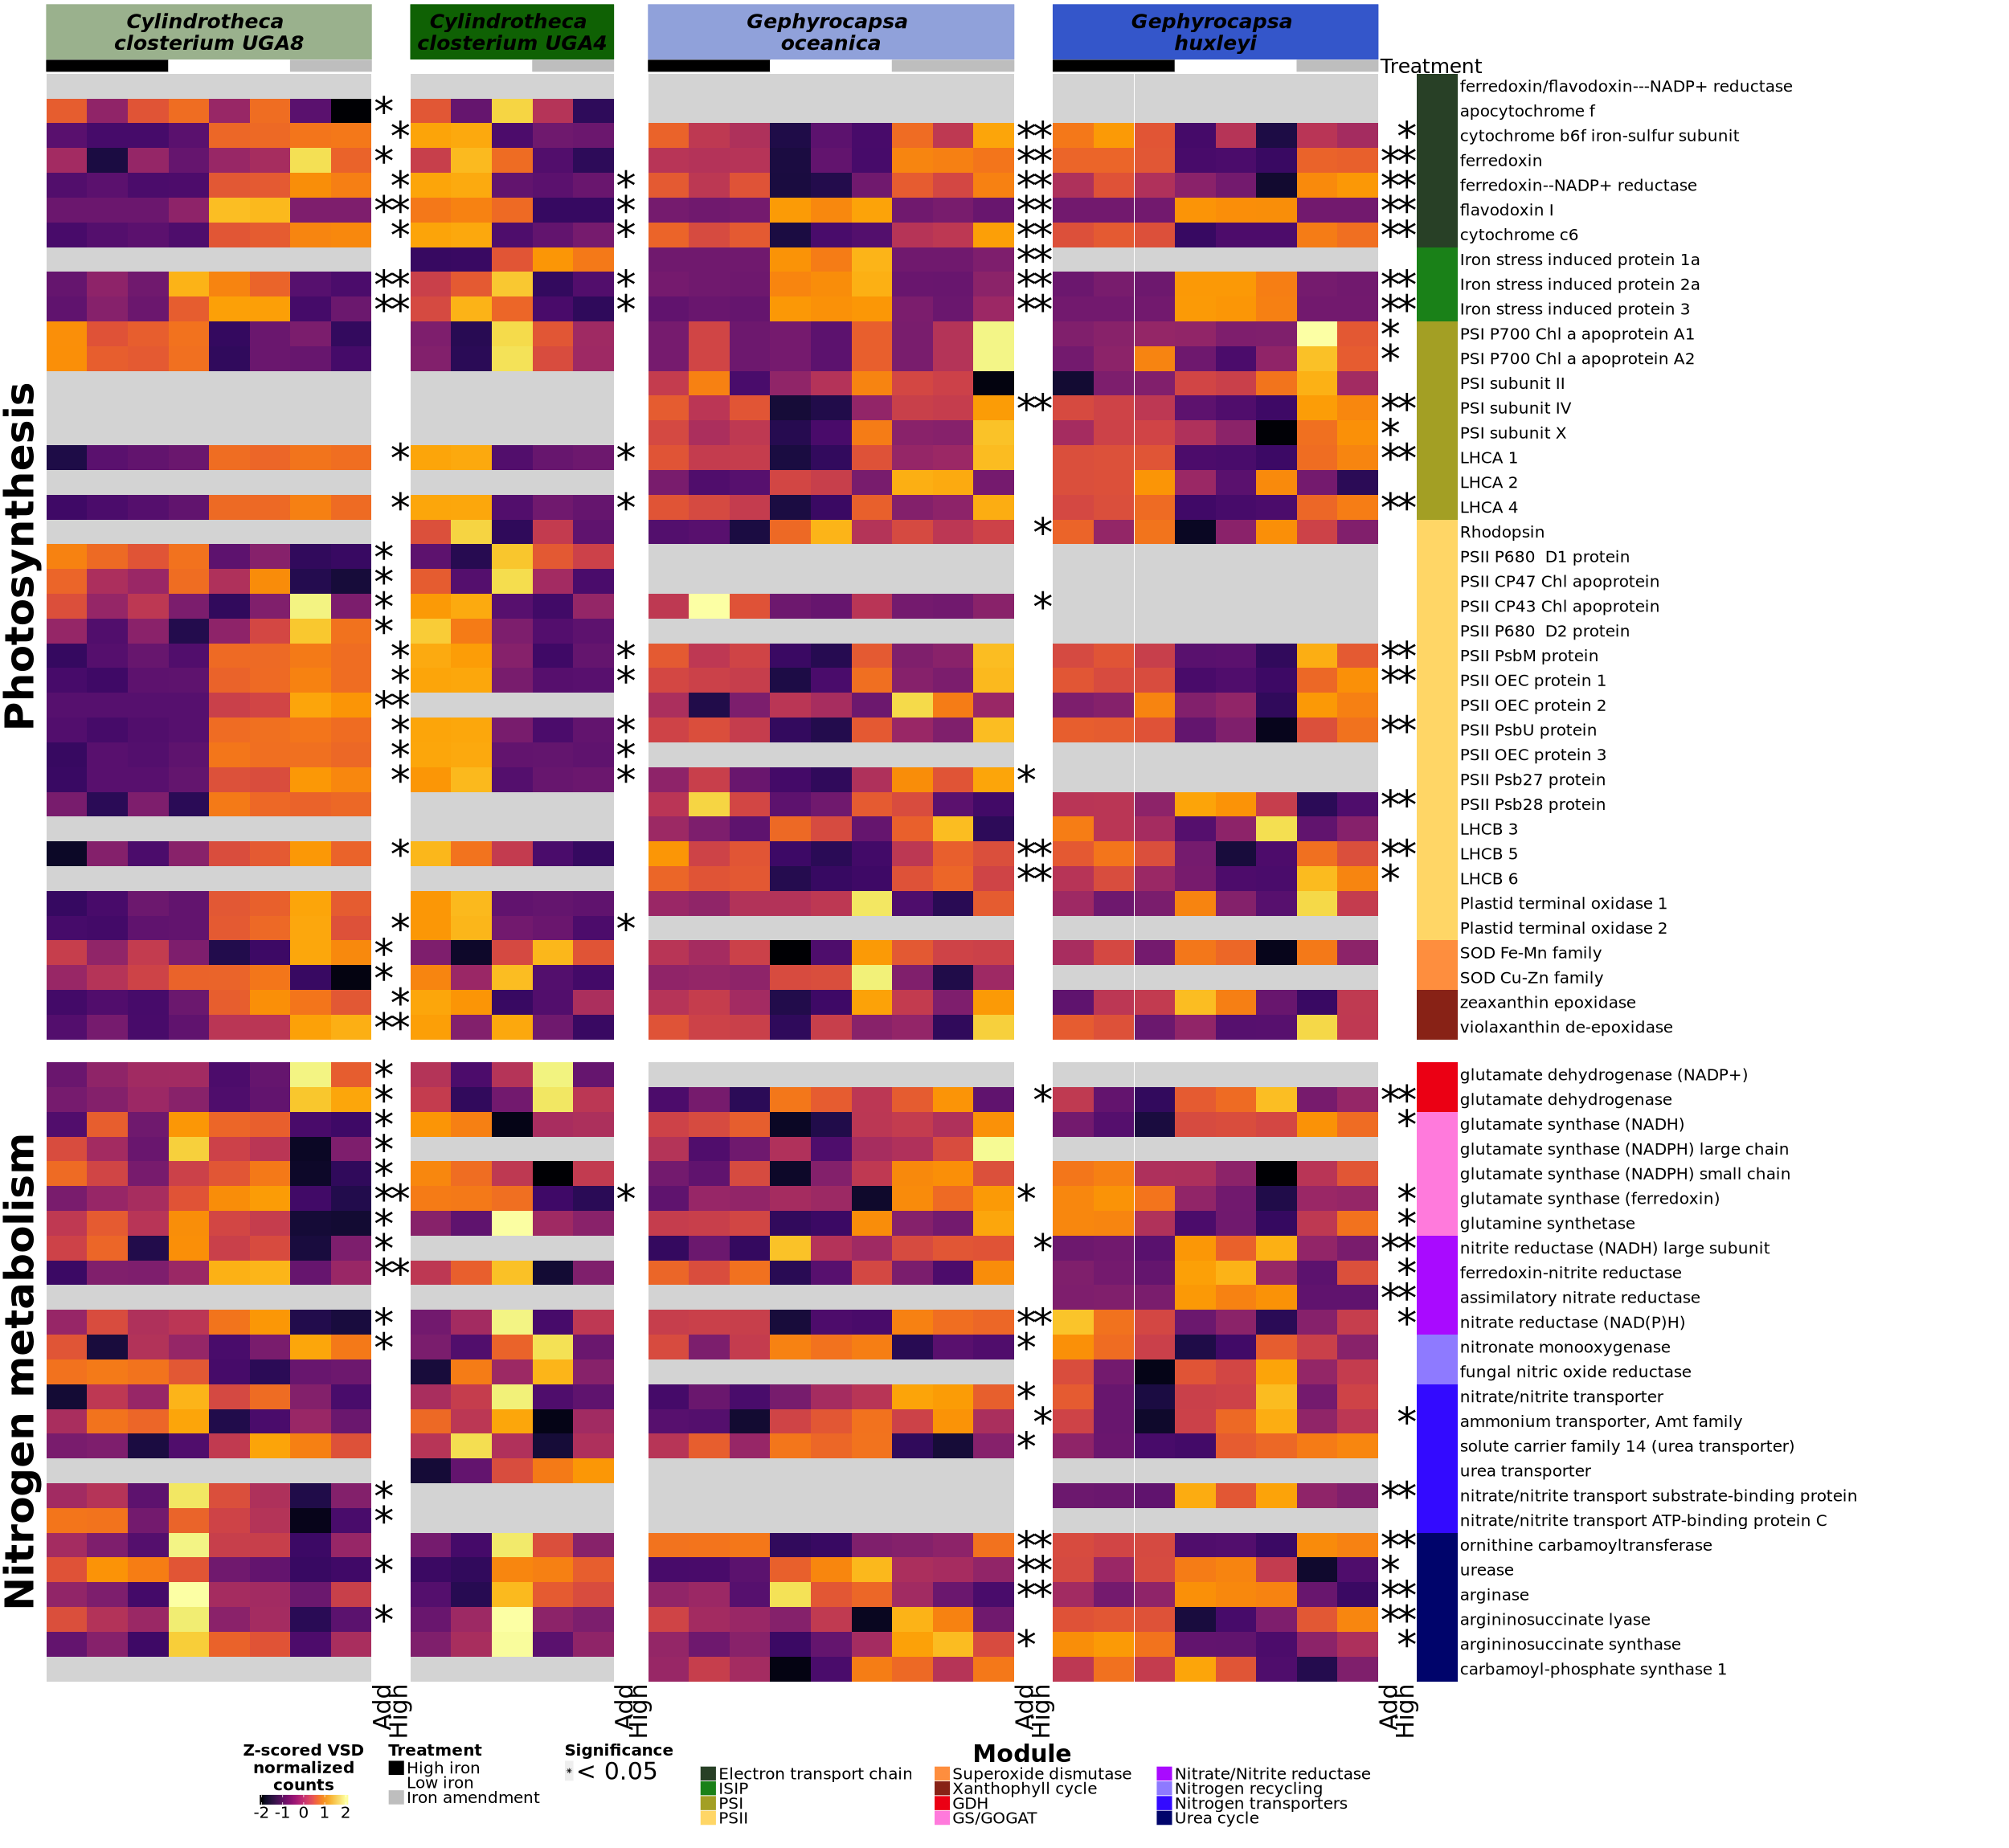 Cylindrotheca
closterium UGA8
Cylindrotheca
closterium UGA4
Gephyrocapsa
oceanica
Gephyrocapsa
huxleyi
Treatment
Photosynthesis
ferredoxin/flavodoxin---NADP+ reductase
* apocytochrome f
* ** * cytochrome b6f iron-sulfur subunit
* ** ** ferredoxin
* * ** ** ferredoxin--NADP+ reductase
** * ** ** flavodoxin I
* * ** ** cytochrome c6
** Iron stress induced protein 1a
** * ** ** Iron stress induced protein 2a
** * ** ** Iron stress induced protein 3
* PSI P700 Chl a apoprotein A1
* PSI P700 Chl a apoprotein A2
PSI subunit II
** ** PSI subunit IV
* PSI subunit X
* * ** LHCA 1
LHCA 2
* * ** LHCA 4
* Rhodopsin
* PSII P680 D1 protein
* PSII CP47 Chl apoprotein
* * PSII CP43 Chl apoprotein
* PSII P680 D2 protein
* * ** PSII PsbM protein
* * ** PSII OEC protein 1
** PSII OEC protein 2
* * ** PSII PsbU protein
* * PSII OEC protein 3
* * * PSII Psb27 protein
** PSII Psb28 protein
LHCB 3
* ** ** LHCB 5
** * LHCB 6
Plastid terminal oxidase 1
* * Plastid terminal oxidase 2
* SOD Fe-Mn family
* SOD Cu-Zn family
* zeaxanthin epoxidase
** violaxanthin de-epoxidase
Nitrogen metabolism
* glutamate dehydrogenase (NADP+)
* * ** glutamate dehydrogenase
* * glutamate synthase (NADH)
* glutamate synthase (NADPH) large chain
* glutamate synthase (NADPH) small chain
** * * * glutamate synthase (ferredoxin)
* * glutamine synthetase
* * ** nitrite reductase (NADH) large subunit
** * ferredoxin-nitrite reductase
** assimilatory nitrate reductase
* ** * nitrate reductase (NAD(P)H)
* * nitronate monooxygenase
fungal nitric oxide reductase
* nitrate/nitrite transporter
* * ammonium transporter, Amt family
* solute carrier family 14 (urea transporter)
urea transporter
* ** nitrate/nitrite transport substrate-binding protein
* nitrate/nitrite transport ATP-binding protein C
** ** ornithine carbamoyltransferase
* ** * urease
** ** arginase
* ** argininosuccinate lyase
* * argininosuccinate synthase
carbamoyl-phosphate synthase 1
Add
High
Add
High
Add
High
Add
High
Z-scored VSD
normalized
counts
-2 -1 0 1 2
Treatment
High iron
Low iron
Iron amendment
Significance
* < 0.05
Module
Electron transport chain
ISIP
PSI
PSII
Superoxide dismutase
Xanthophyll cycle
GDH
GS/GOGAT
Nitrate/Nitrite reductase
Nitrogen recycling
Nitrogen transporters
Urea cycle